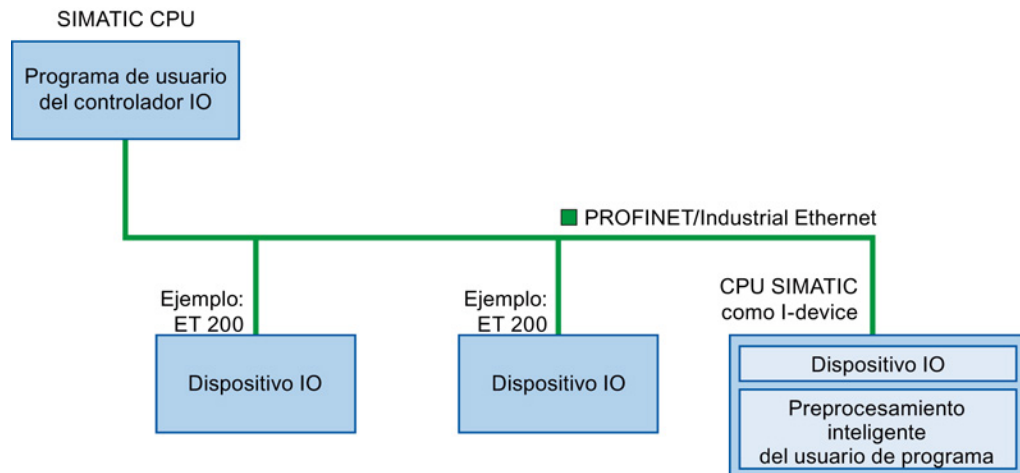 SIMATIC CPU
Programa de usuario
del controlador IO
PROFINET/Industrial Ethernet
Ejemplo:
ET 200
Dispositivo IO
Ejemplo:
ET 200
Dispositivo IO
CPU SIMATIC
como I-device
Dispositivo IO
Preprocesamiento
inteligente
del usuario de programa